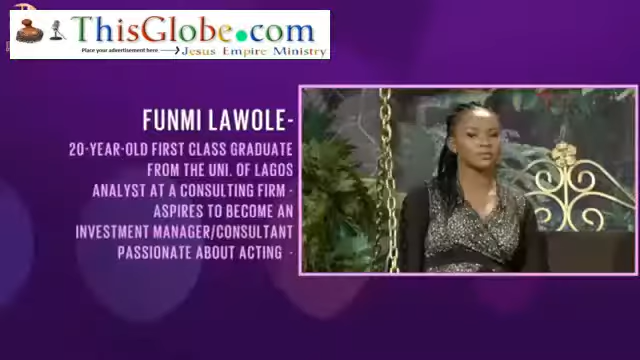 ThisGlobe.com
Place your advertisement here
Jesus Empire Ministry
FUNMI LAWOLE-
20-YEAR-OLD FIRST CLASS GRADUATE
FROM THE UNI. OF LAGOS
ANALYST AT A CONSULTING FIRM -
ASPIRES TO BECOME AN
INVESTMENT MANAGER/CONSULTANT
PASSIONATE ABOUT ACTING -